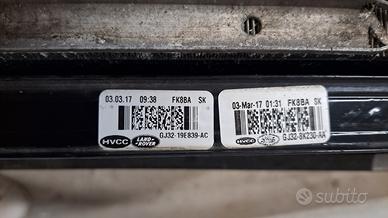 03.03.17 09:38 FK8BA SK
HVCC LAND ROVER GJ32-19E839-AC
03-Mar-17 01:31 FK8BA SK
HVCC GJ32-8K230-AA
subito